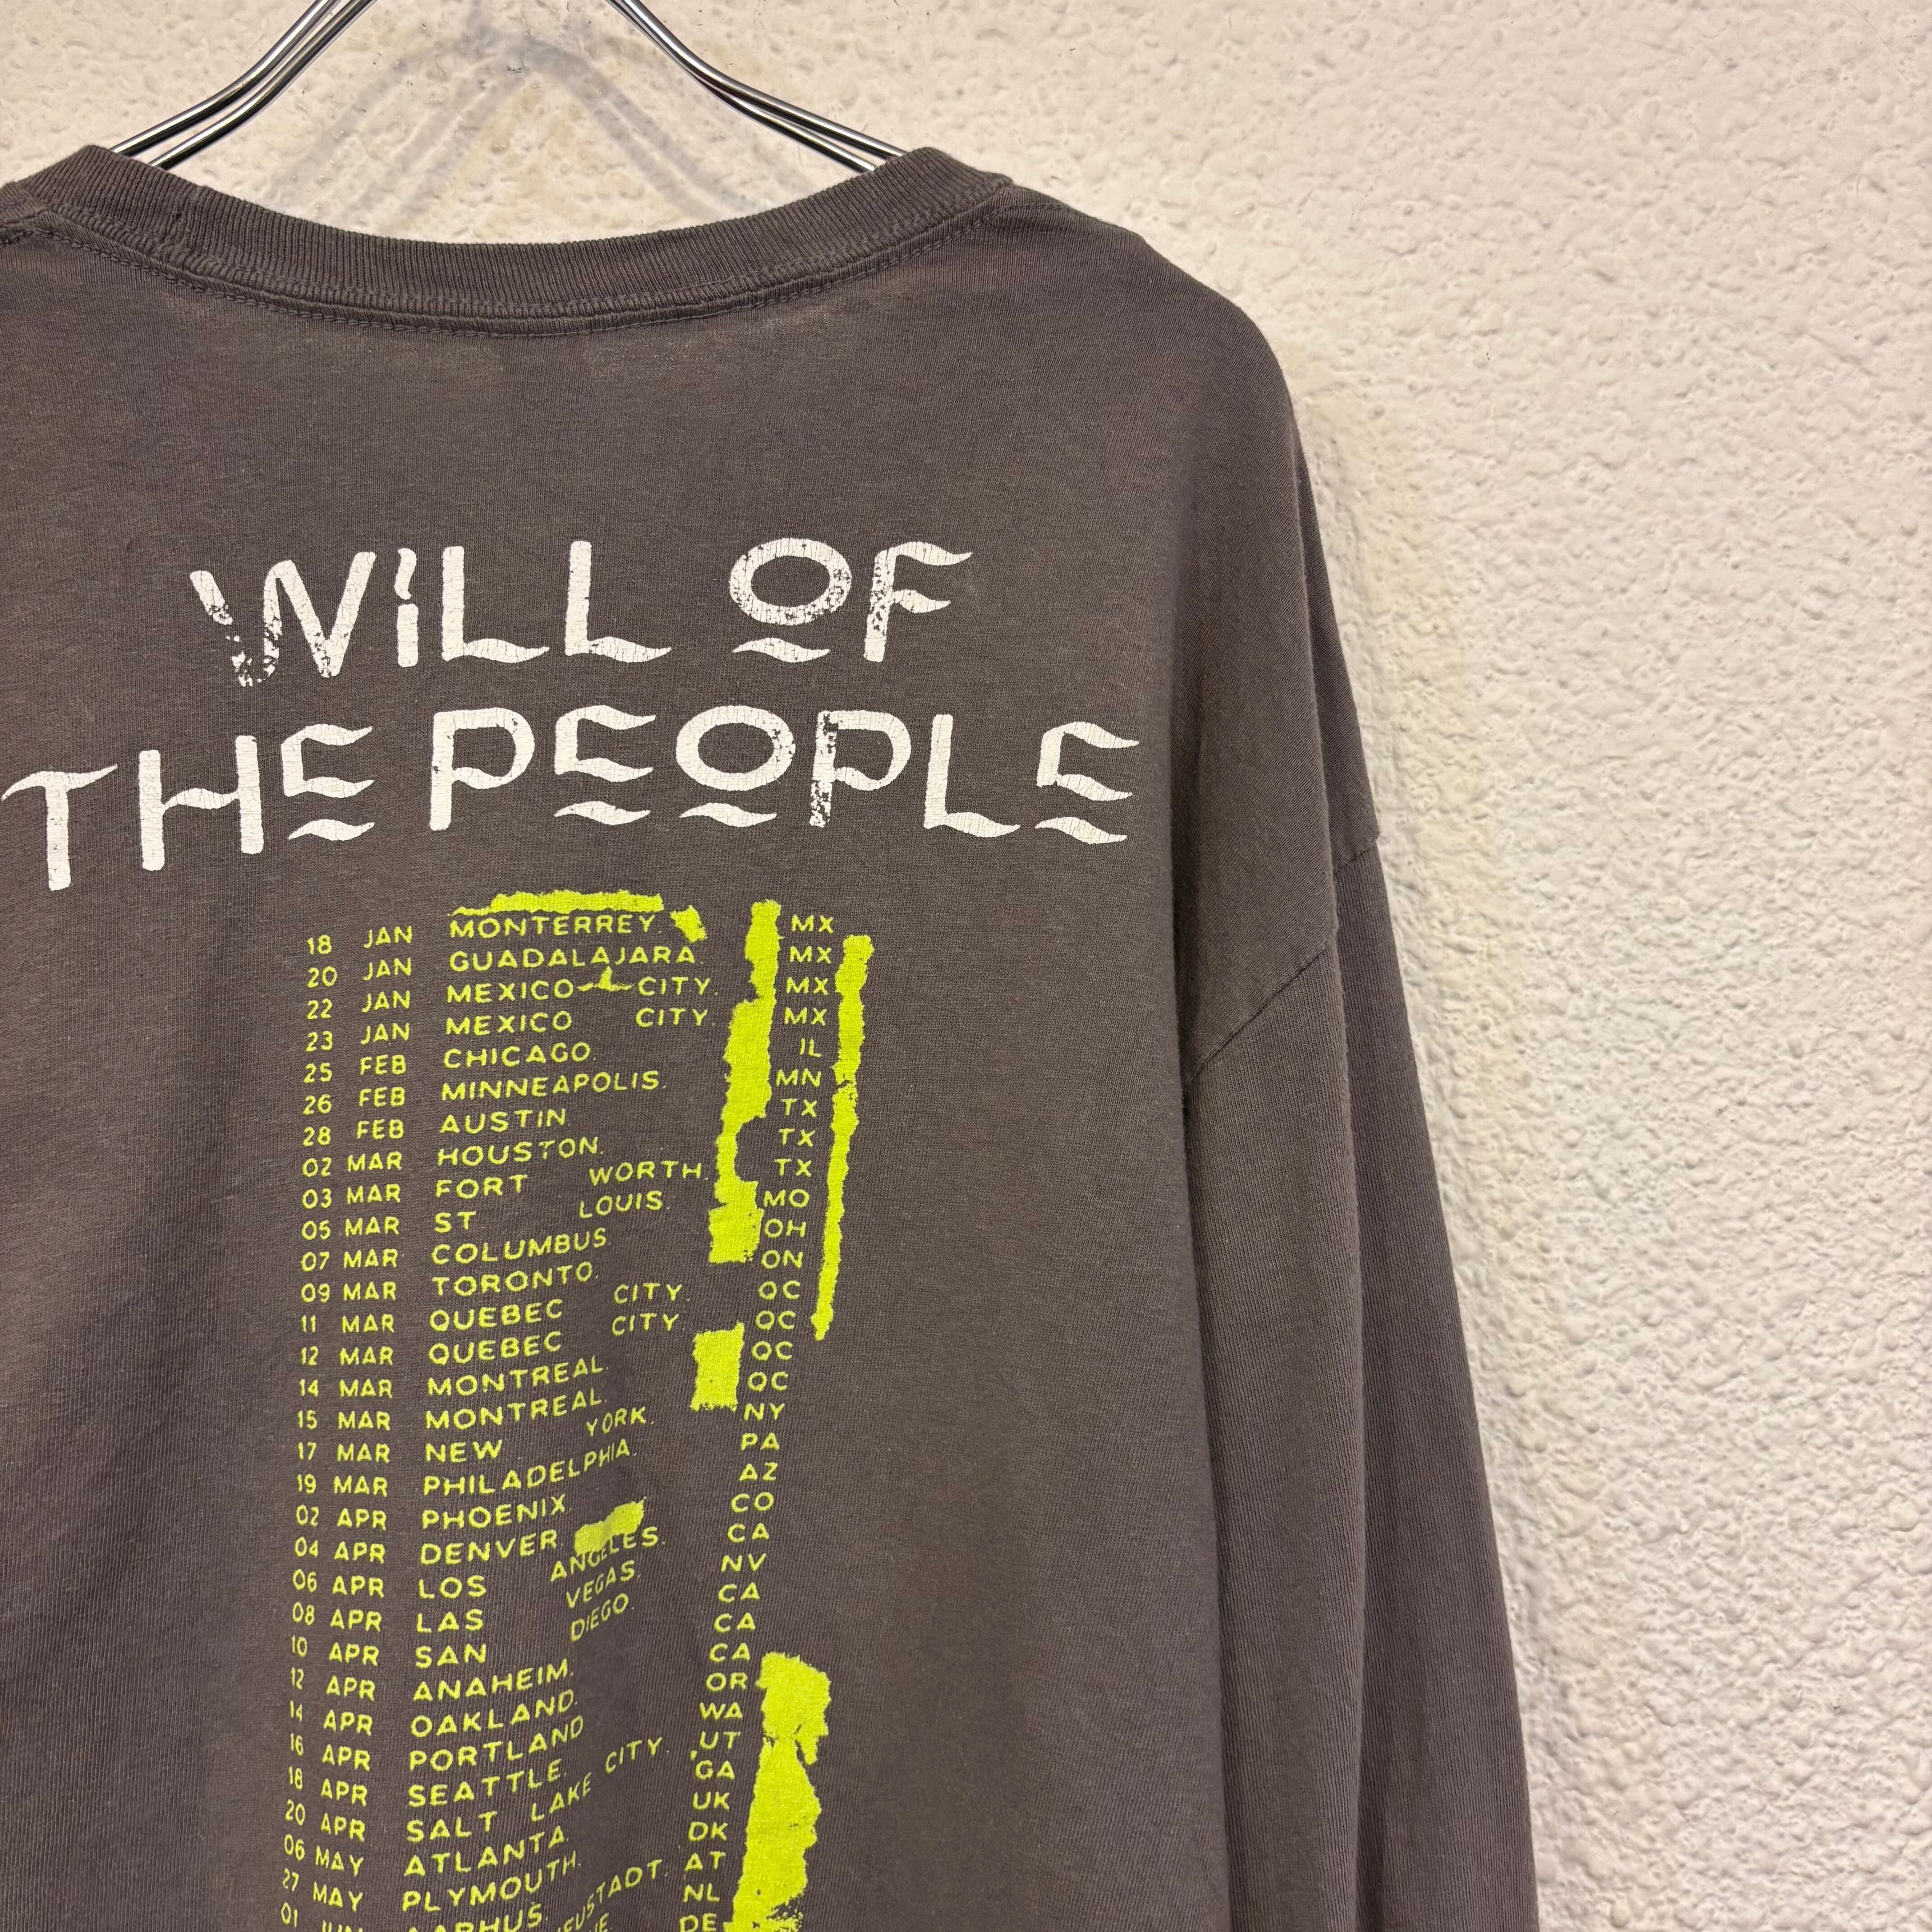 WiLL OF
THE PEOPLE
18 JAN MONTERREY. MX
20 JAN GUADALAJARA. MX
22 JAN MEXICO CITY. MX
23 JAN MEXICO CITY. MX
25 FEB CHICAGO. IL
26 FEB MINNEAPOLIS. MN
28 FEB AUSTIN TX
02 MAR HOUSTON. TX
03 MAR FORT WORTH. TX
05 MAR ST LOUIS. MO
07 MAR COLUMBUS OH
09 MAR TORONTO. ON
11 MAR QUEBEC CITY. QC
12 MAR QUEBEC CITY. QC
14 MAR MONTREAL. QC
15 MAR MONTREAL. QC
17 MAR NEW YORK. NY
19 MAR PHILADELPHIA. PA
02 APR PHOENIX AZ
04 APR DENVER CO
06 APR LOS ANGELES. CA
08 APR LAS VEGAS. NV
10 APR SAN DIEGO. CA
12 APR ANAHEIM. CA
14 APR OAKLAND. CA
16 APR PORTLAND OR
18 APR SEATTLE. WA
20 APR SALT LAKE CITY. UT
06 MAY ATLANTA GA
27 MAY PLYMOUTH. UK
01 JUN AARHUS. DK
AT
NL
DE